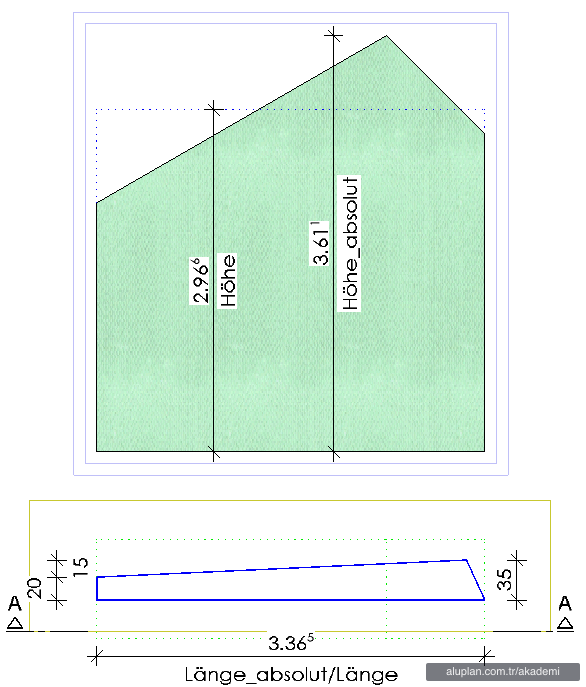 2.96⁶
Höhe
3.61¹
Höhe_absolut
20
15
35
A
A
3.36⁵
Länge_absolut/Länge
aluplan.com.tr/akademi